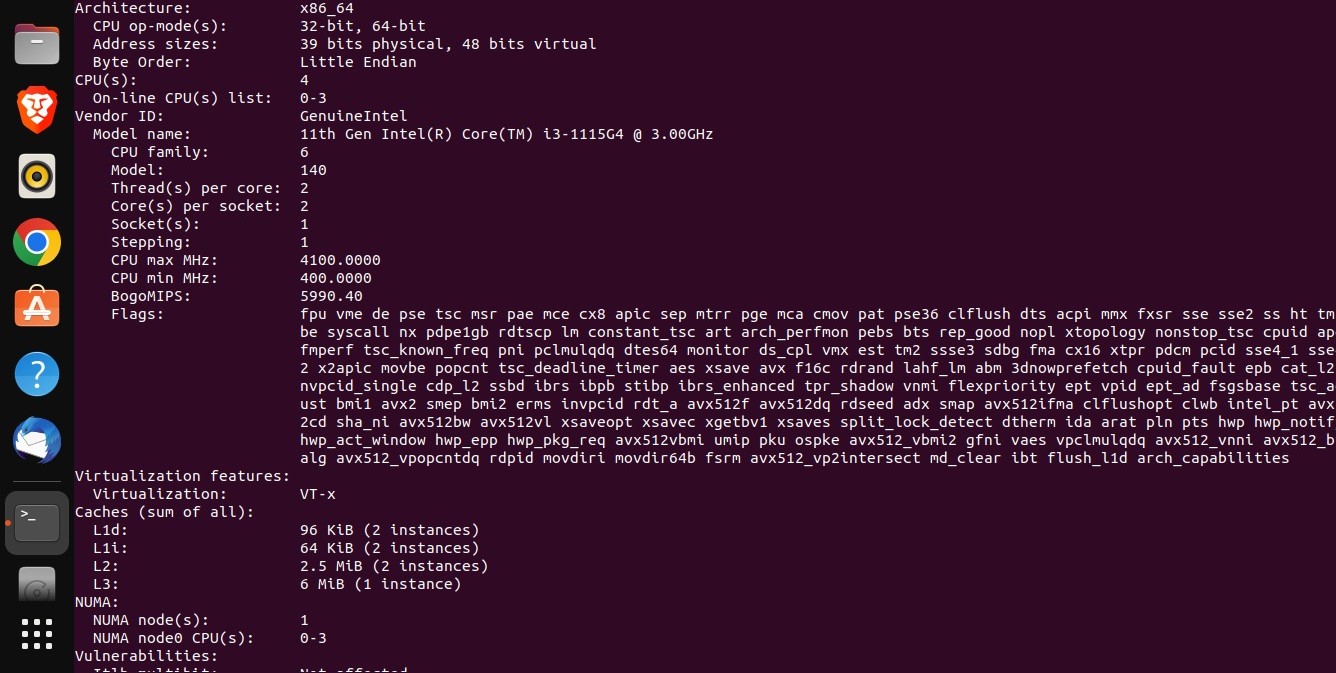 Architecture: x86_64
CPU op-mode(s): 32-bit, 64-bit
Address sizes: 39 bits physical, 48 bits virtual
Byte Order: Little Endian
CPU(s): 4
On-line CPU(s) list: 0-3
Vendor ID: GenuineIntel
Model name: 11th Gen Intel(R) Core(TM) i3-1115G4 @ 3.00GHz
CPU family: 6
Model: 140
Thread(s) per core: 2
Core(s) per socket: 2
Socket(s): 1
Stepping: 1
CPU max MHz: 4100.0000
CPU min MHz: 400.0000
BogoMIPS: 5990.40
Flags: fpu vme de pse tsc msr pae mce cx8 apic sep mtrr pge mca cmov pat pse36 clflush dts acpi mmx fxsr sse sse2 ss ht tm
be syscall nx pdpe1gb rdtscp lm constant_tsc art arch_perfmon pebs bts rep_good nopl xtopology nonstop_tsc cpuid ap
fmperf tsc_known_freq pni pclmulqdq dtes64 monitor ds_cpl vmx est tm2 ssse3 sdbg fma cx16 xtpr pdcm pcid sse4_1 sse
2 x2apic movbe popcnt tsc_deadline_timer aes xsave avx f16c rdrand lahf_lm abm 3dnowprefetch cpuid_fault epb cat_l2
nvpcid_single cdp_l2 ssbd ibrs ibpb stibp ibrs_enhanced tpr_shadow vnmi flexpriority ept vpid ept_ad fsgsbase tsc_a
ust bmi1 avx2 smep bmi2 erms invpcid rdt_a avx512f avx512dq rdseed adx smap avx512ifma clflushopt clwb intel_pt avx
2cd sha_ni avx512bw avx512vl xsaveopt xsavec xgetbv1 xsaves split_lock_detect dtherm ida arat pln pts hwp hwp_notif
hwp_act_window hwp_epp hwp_pkg_req avx512vbmi umip pku ospke avx512_vbmi2 gfni vaes vpclmulqdq avx512_vnni avx512_b
alg avx512_vpopcntdq rdpid movdiri movdir64b fsrm avx512_vp2intersect md_clear ibt flush_l1d arch_capabilities
Virtualization features:
Virtualization: VT-x
Caches (sum of all):
L1d: 96 KiB (2 instances)
L1i: 64 KiB (2 instances)
L2: 2.5 MiB (2 instances)
L3: 6 MiB (1 instance)
NUMA:
NUMA node(s): 1
NUMA node0 CPU(s): 0-3
Vulnerabilities:
Itlb multihit: Not affected